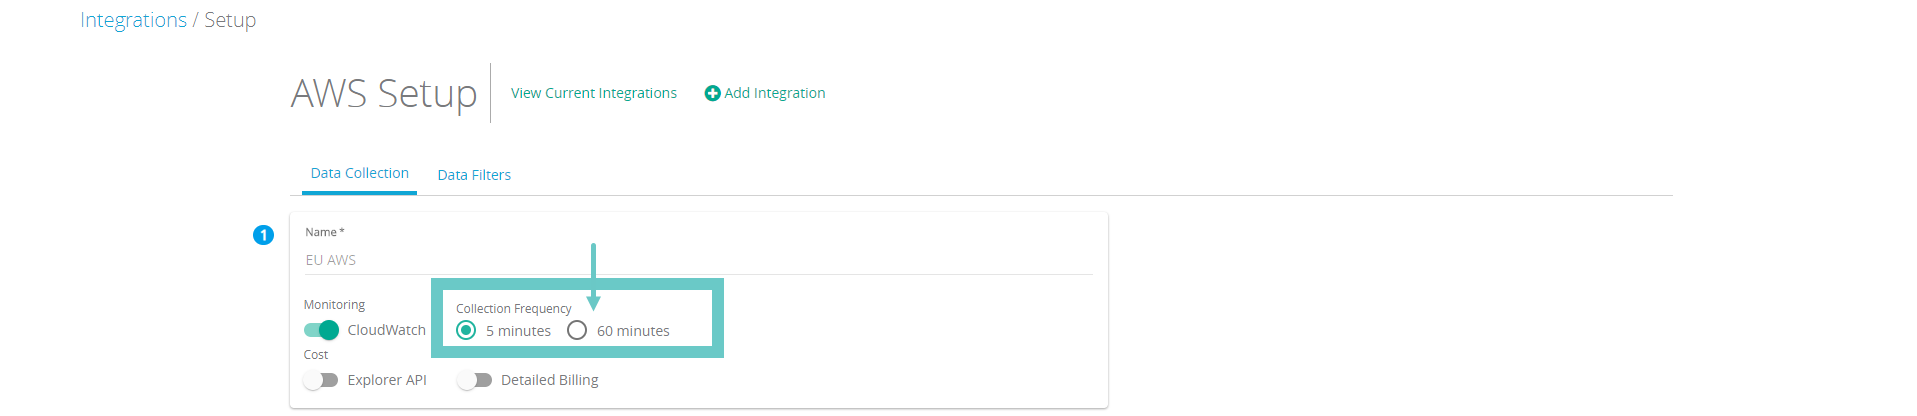 Integrations / Setup
AWS Setup
View Current Integrations
Add Integration
Data Collection
Data Filters
1
Name *
EU AWS
Monitoring
Collection Frequency
CloudWatch
5 minutes
60 minutes
Cost
Explorer API
Detailed Billing